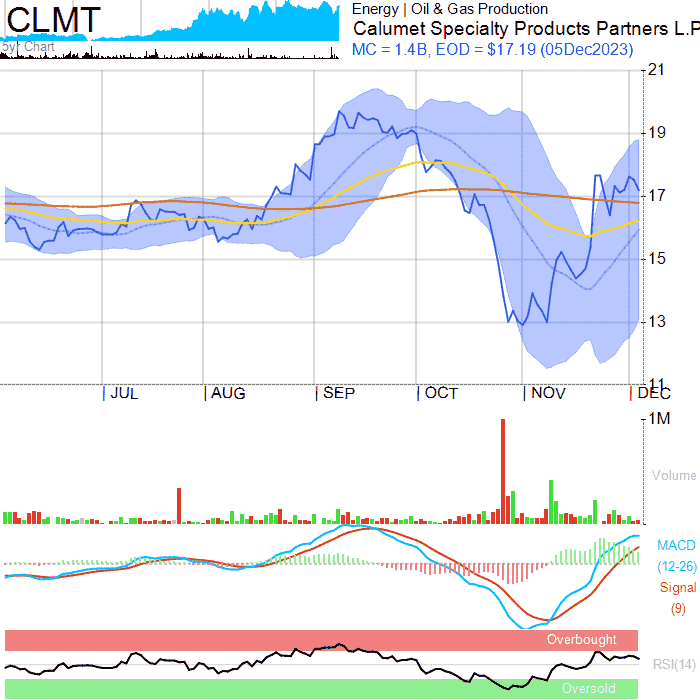 CLMT
5yr Chart
Energy | Oil & Gas Production
Calumet Specialty Products Partners L.P
MC = 1.4B, EOD = $17.19 (05Dec2023)
21
19
17
15
13
11
JUL AUG SEP OCT NOV DEC
1M
Volume
MACD
(12-26)
Signal
(9)
Overbought
RSI(14)
Oversold